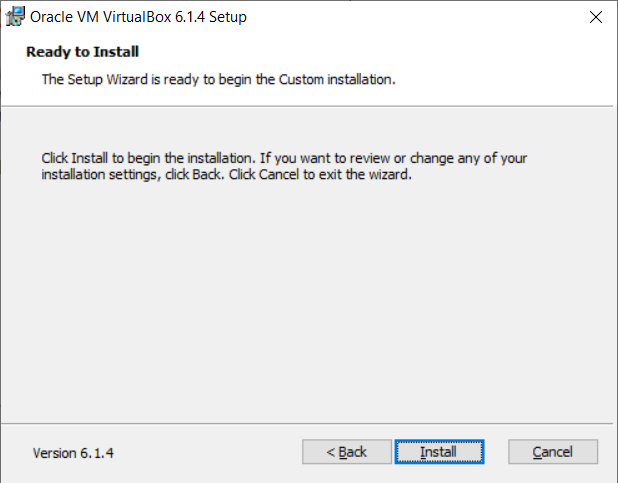 Oracle VM VirtualBox 6.1.4 Setup
Ready to Install
The Setup Wizard is ready to begin the Custom installation.
Click Install to begin the installation. If you want to review or change any of your
installation settings, click Back. Click Cancel to exit the wizard.
Version 6.1.4
< Back
Install
Cancel